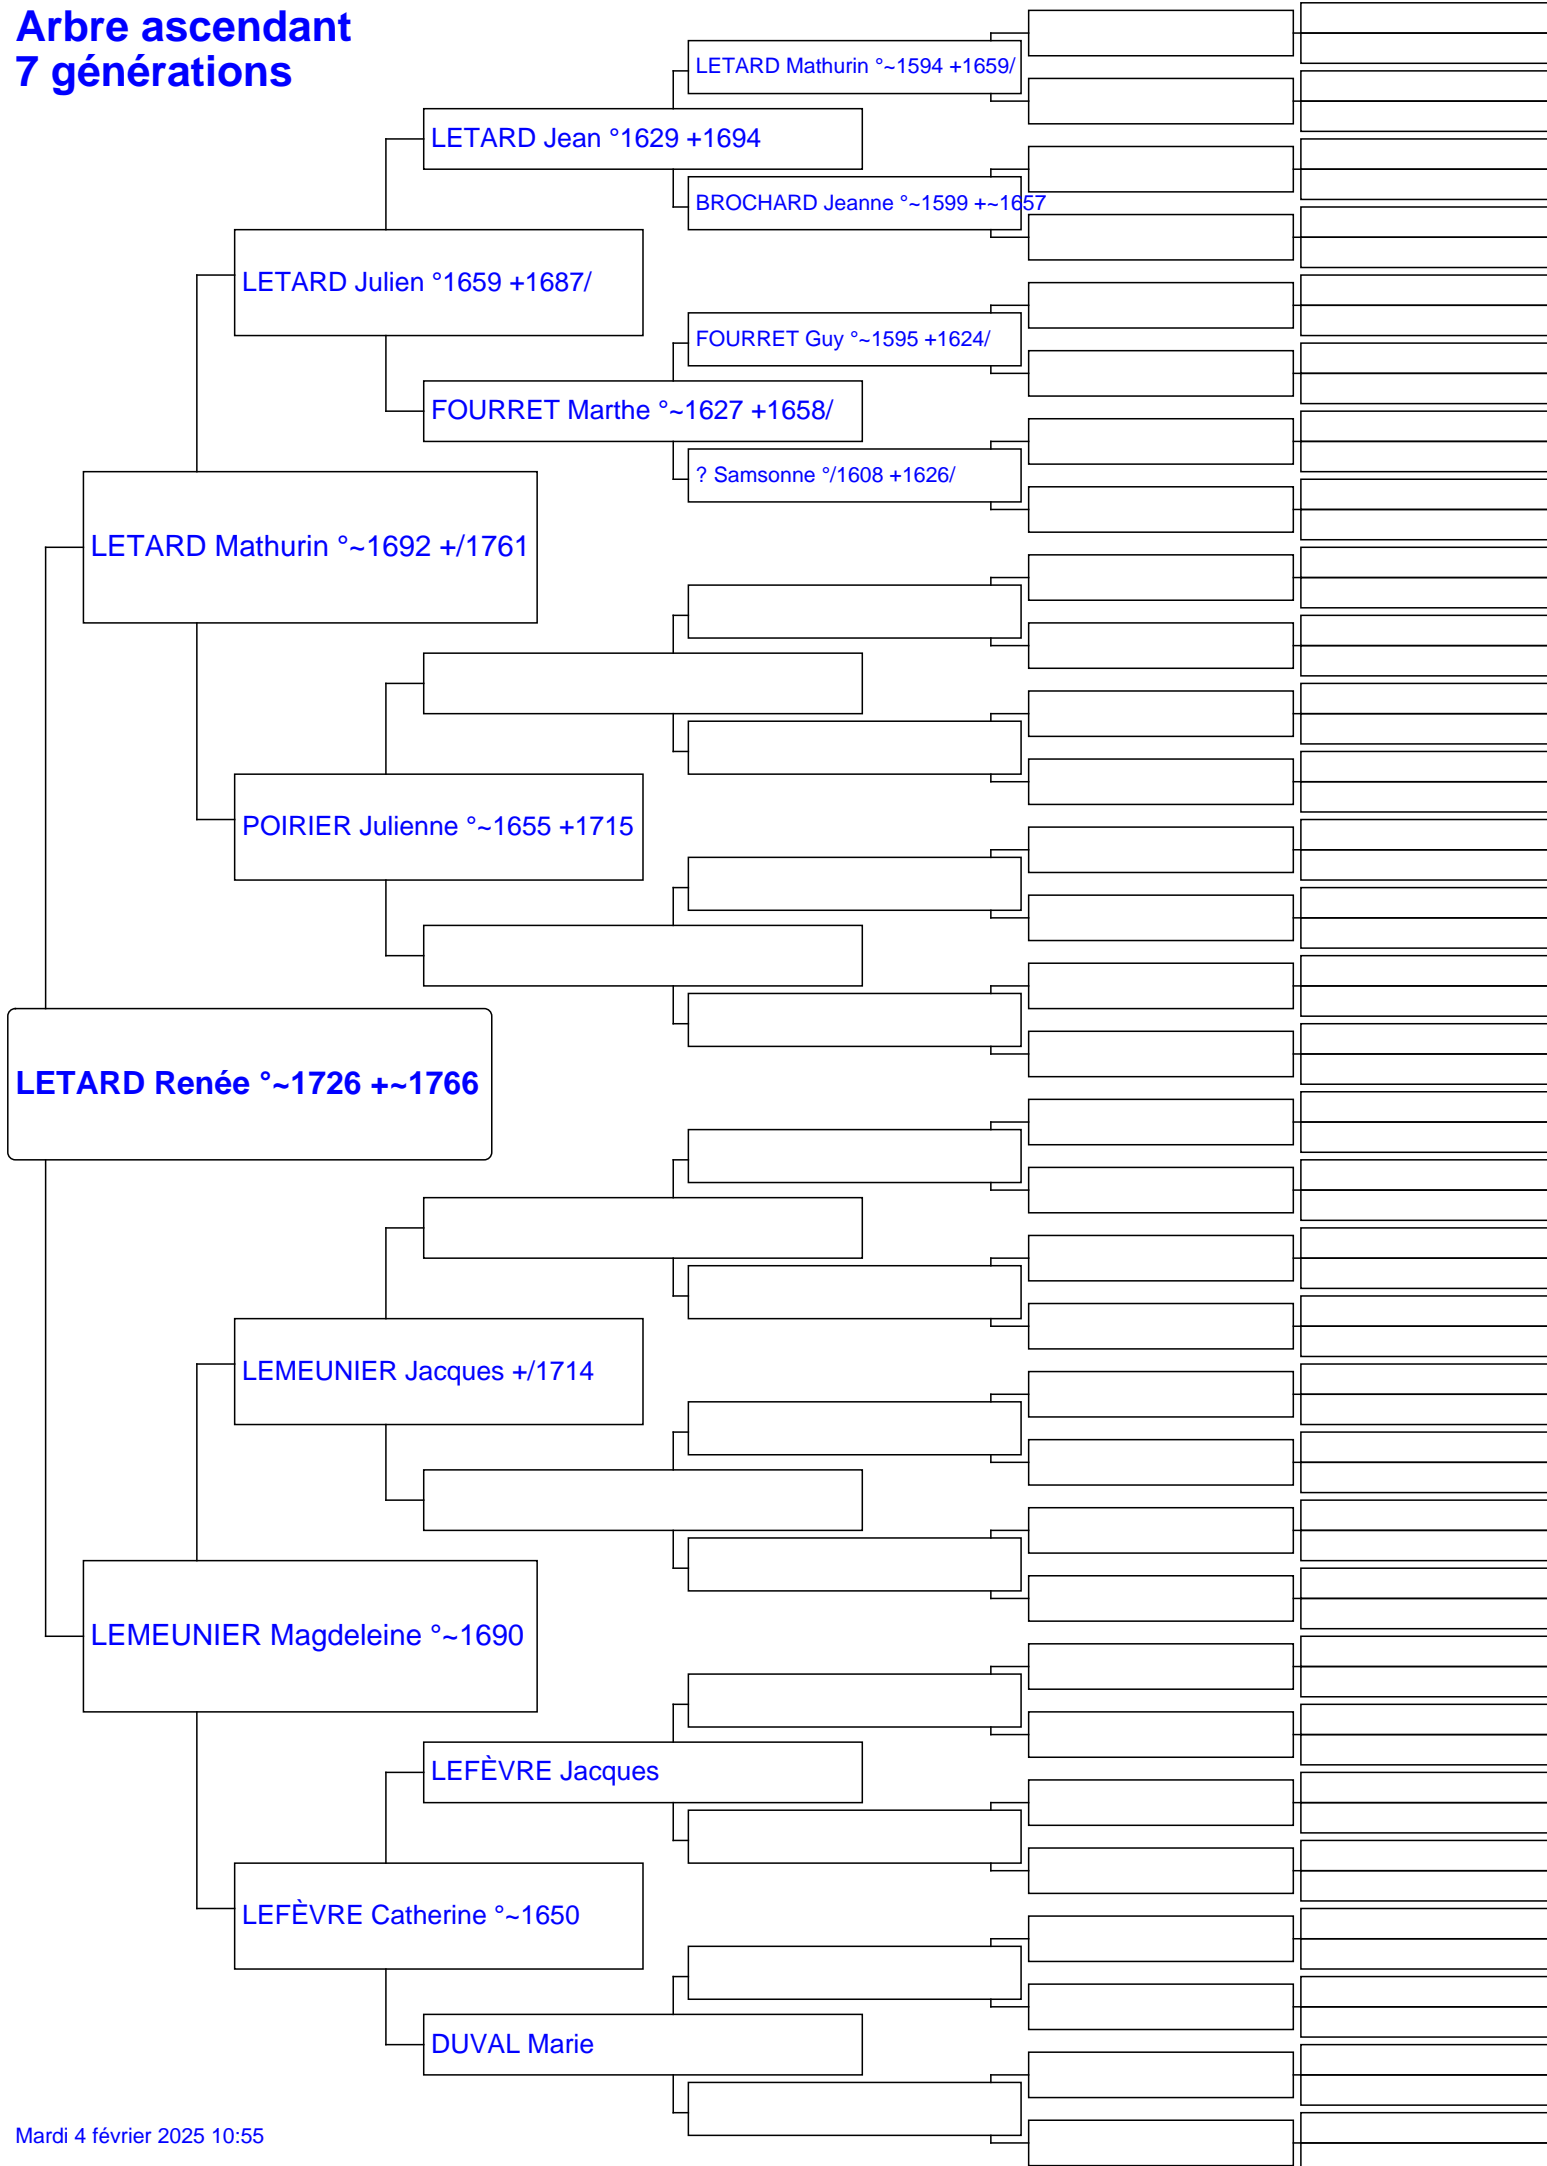 Arbre ascendant
7 générations
LETARD Mathurin °~1594 +1659/
LETARD Jean °1629 +1694
BROCHARD Jeanne °~1599 +~1657
LETARD Julien °1659 +1687/
FOURRET Guy °~1595 +1624/
FOURRET Marthe °~1627 +1658/
? Samsonne °/1608 +1626/
LETARD Mathurin °~1692 +/1761
POIRIER Julienne °~1655 +1715
LETARD Renée °~1726 +~1766
LEMEUNIER Jacques +/1714
LEMEUNIER Magdeleine °~1690
LEFÈVRE Jacques
LEFÈVRE Catherine °~1650
DUVAL Marie
Mardi 4 février 2025 10:55